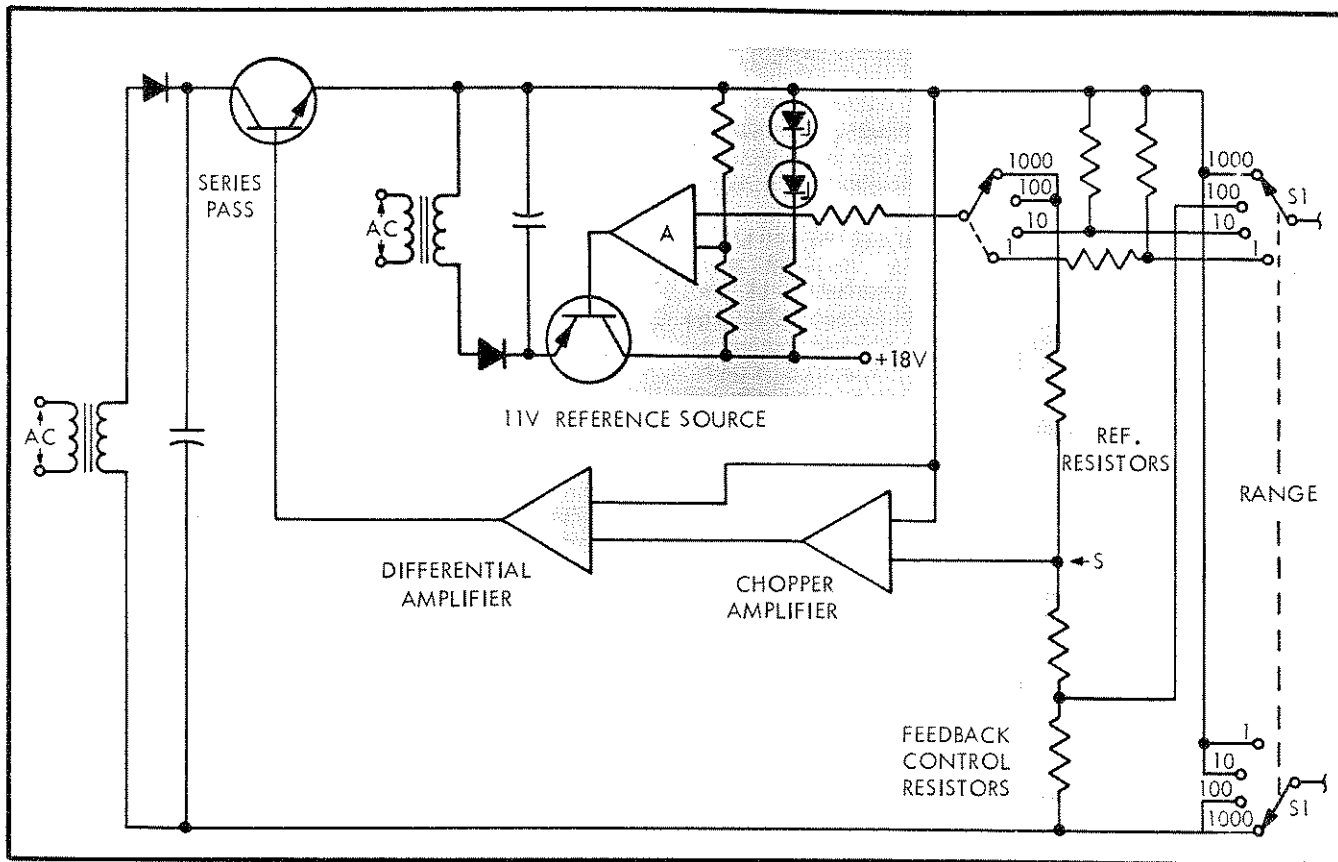 SERIES
PASS
AC
A
1000
100
10
1
1000
100
10
1
S1
+18V
11V REFERENCE SOURCE
AC
REF.
RESISTORS
RANGE
S
DIFFERENTIAL
AMPLIFIER
CHOPPER
AMPLIFIER
FEEDBACK
CONTROL
RESISTORS
1
10
100
1000
S1